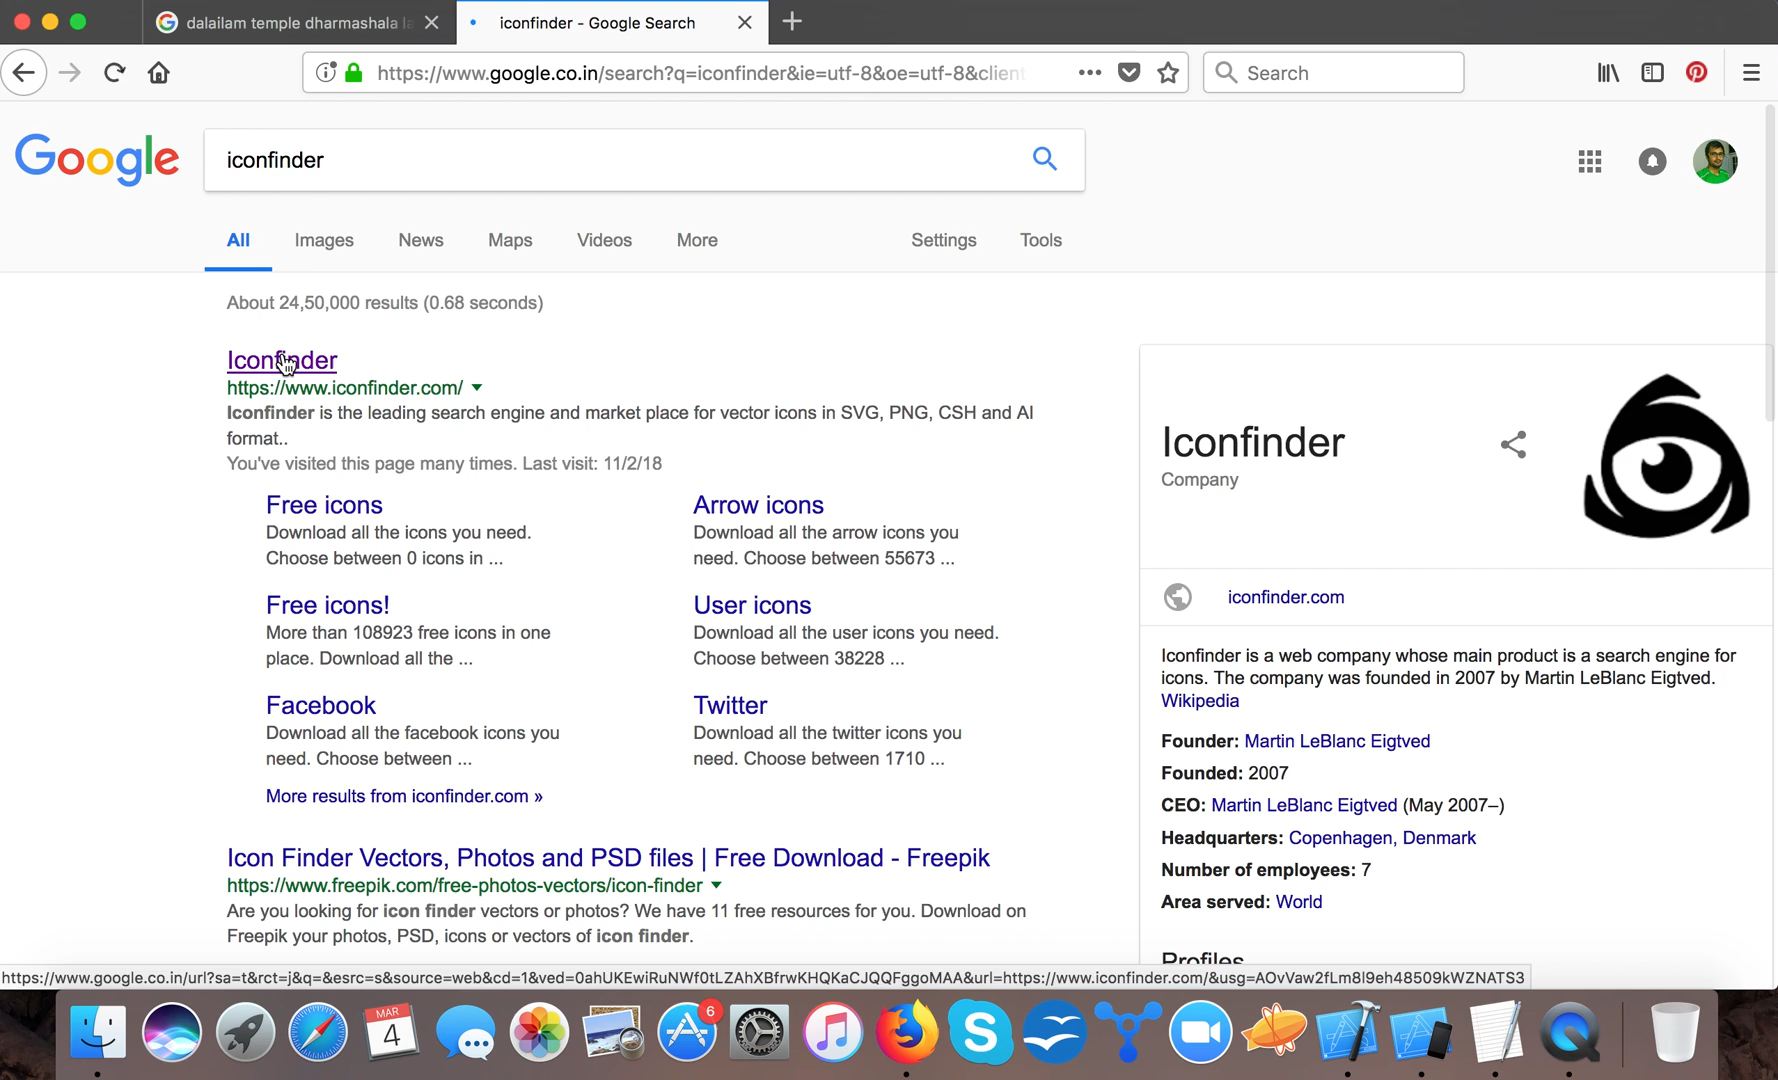 dalailam temple dharmashala la
iconfinder - Google Search
https://www.google.co.in/search?q=iconfinder&ie=utf-8&oe=utf-8&client
Search
Google
iconfinder
All Images News Maps Videos More Settings Tools
About 24,50,000 results (0.68 seconds)
Iconfinder
https://www.iconfinder.com/
Iconfinder is the leading search engine and market place for vector icons in SVG, PNG, CSH and AI
format..
You've visited this page many times. Last visit: 11/2/18
Free icons
Download all the icons you need.
Choose between 0 icons in ...
Arrow icons
Download all the arrow icons you
need. Choose between 55673 ...
Free icons!
More than 108923 free icons in one
place. Download all the ...
User icons
Download all the user icons you need.
Choose between 38228 ...
Facebook
Download all the facebook icons you
need. Choose between ...
Twitter
Download all the twitter icons you
need. Choose between 1710 ...
More results from iconfinder.com »
Icon Finder Vectors, Photos and PSD files | Free Download - Freepik
https://www.freepik.com/free-photos-vectors/icon-finder
Are you looking for icon finder vectors or photos? We have 11 free resources for you. Download on
Freepik your photos, PSD, icons or vectors of icon finder.
Iconfinder
Company
iconfinder.com
Iconfinder is a web company whose main product is a search engine for
icons. The company was founded in 2007 by Martin LeBlanc Eigtved.
Wikipedia
Founder: Martin LeBlanc Eigtved
Founded: 2007
CEO: Martin LeBlanc Eigtved (May 2007–)
Headquarters: Copenhagen, Denmark
Number of employees: 7
Area served: World
Profiles
https://www.google.co.in/url?sa=t&rct=j&q=&esrc=s&source=web&cd=1&ved=0ahUKEwiRuNWf0tLZAhXBfrwKHQKaCJQQFggoMAA&url=https://www.iconfinder.com/&usg=AOvVaw2fLm8l9eh48509kWZNATS3
MAR
4
6
S